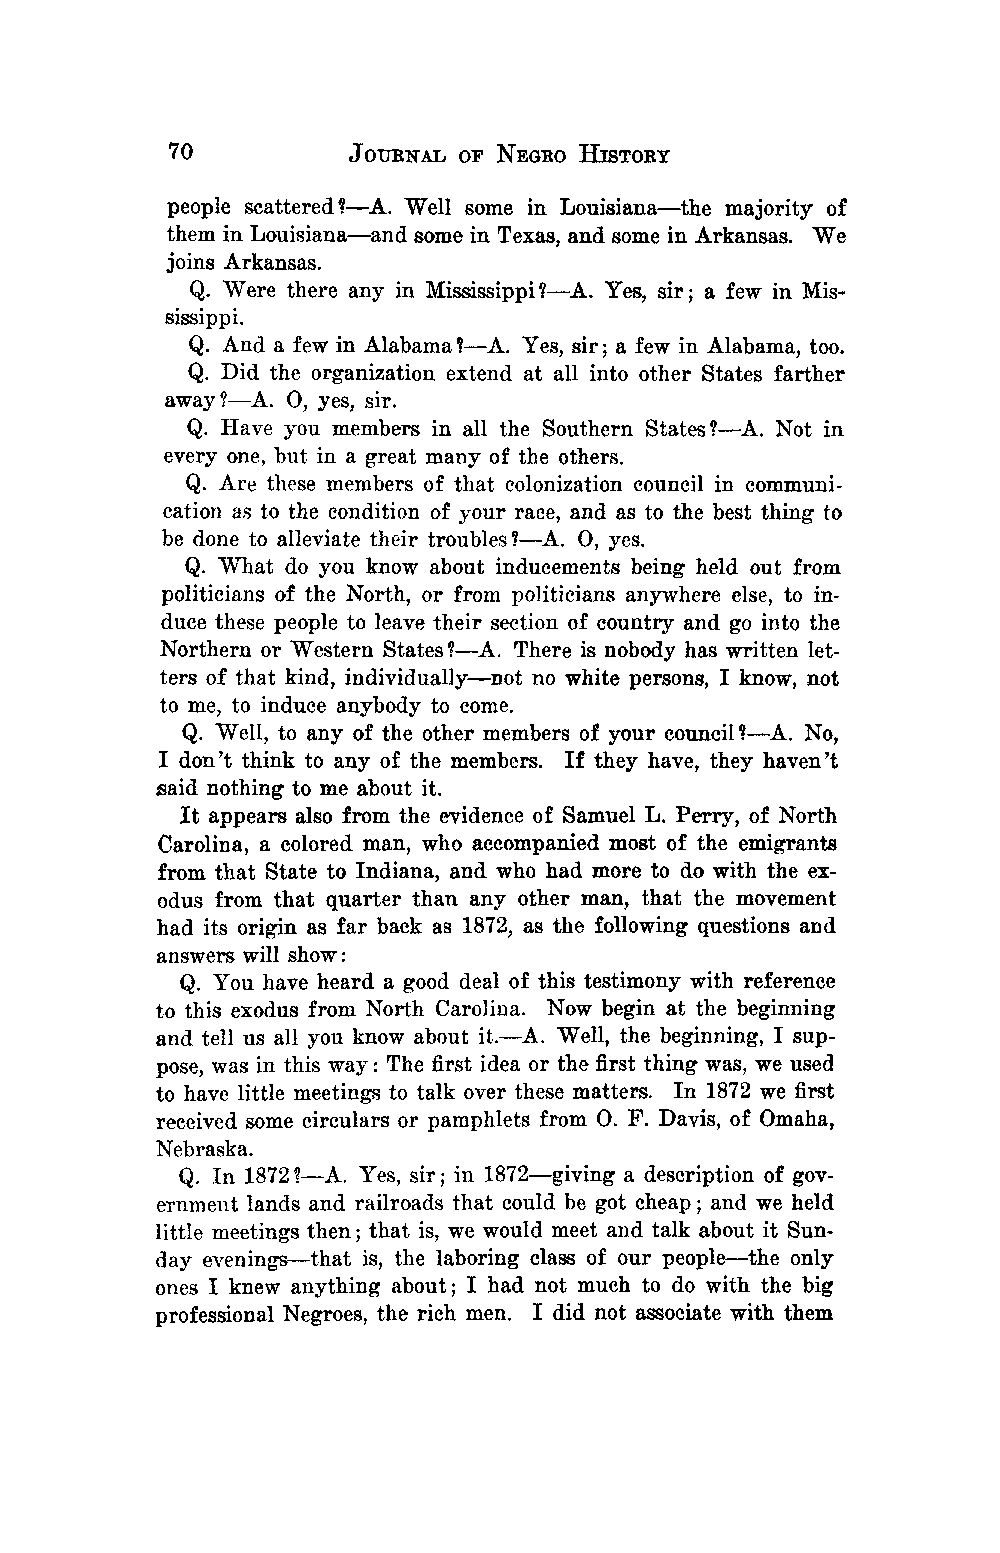 70 JOURNAL OF NEGRO HISTORY
people scattered?—A. Well some in Louisiana—the majority of
them in Louisiana—and some in Texas, and some in Arkansas. We
joins Arkansas.
Q. Were there any in Mississippi?—A. Yes, sir; a few in Mis-
sissippi.
Q. And a few in Alabama?—A. Yes, sir; a few in Alabama, too.
Q. Did the organization extend at all into other States farther
away?—A. O, yes, sir.
Q. Have you members in all the Southern States?—A. Not in
every one, but in a great many of the others.
Q. Are these members of that colonization council in communi-
cation as to the condition of your race, and as to the best thing to
be done to alleviate their troubles?—A. O, yes.
Q. What do you know about inducements being held out from
politicians of the North, or from politicians anywhere else, to in-
duce these people to leave their section of country and go into the
Northern or Western States?—A. There is nobody has written let-
ters of that kind, individually—not no white persons, I know, not
to me, to induce anybody to come.
Q. Well, to any of the other members of your council?—A. No,
I don't think to any of the members. If they have, they haven't
said nothing to me about it.
It appears also from the evidence of Samuel L. Perry, of North
Carolina, a colored man, who accompanied most of the emigrants
from that State to Indiana, and who had more to do with the ex-
odus from that quarter than any other man, that the movement
had its origin as far back as 1872, as the following questions and
answers will show:
Q. You have heard a good deal of this testimony with reference
to this exodus from North Carolina. Now begin at the beginning
and tell us all you know about it.—A. Well, the beginning, I sup-
pose, was in this way: The first idea or the first thing was, we used
to have little meetings to talk over these matters. In 1872 we first
received some circulars or pamphlets from O. F. Davis, of Omaha,
Nebraska.
Q. In 1872?—A. Yes, sir; in 1872—giving a description of gov-
ernment lands and railroads that could be got cheap; and we held
little meetings then; that is, we would meet and talk about it Sun-
day evenings—that is, the laboring class of our people—the only
ones I knew anything about; I had not much to do with the big
professional Negroes, the rich men. I did not associate with them